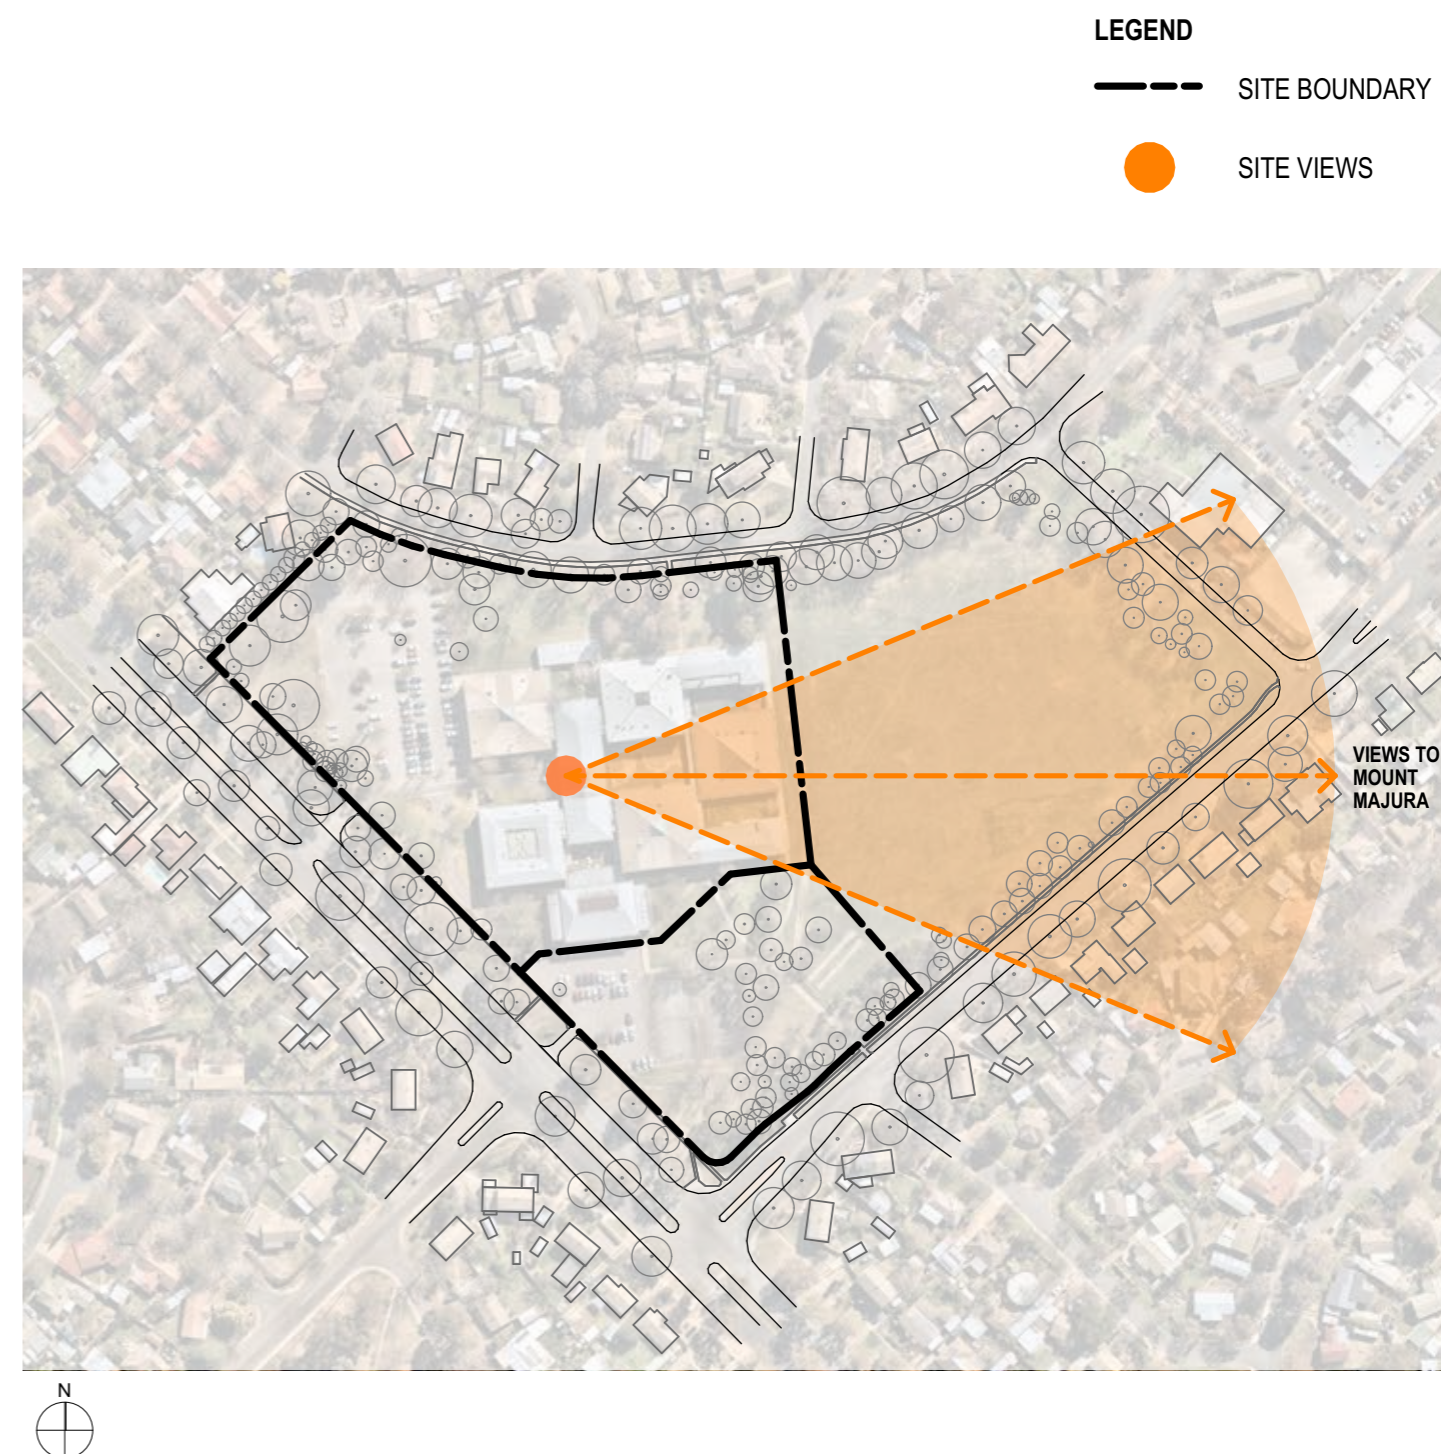 LEGEND
SITE BOUNDARY
SITE VIEWS
VIEWS TO
MOUNT
MAJURA
N